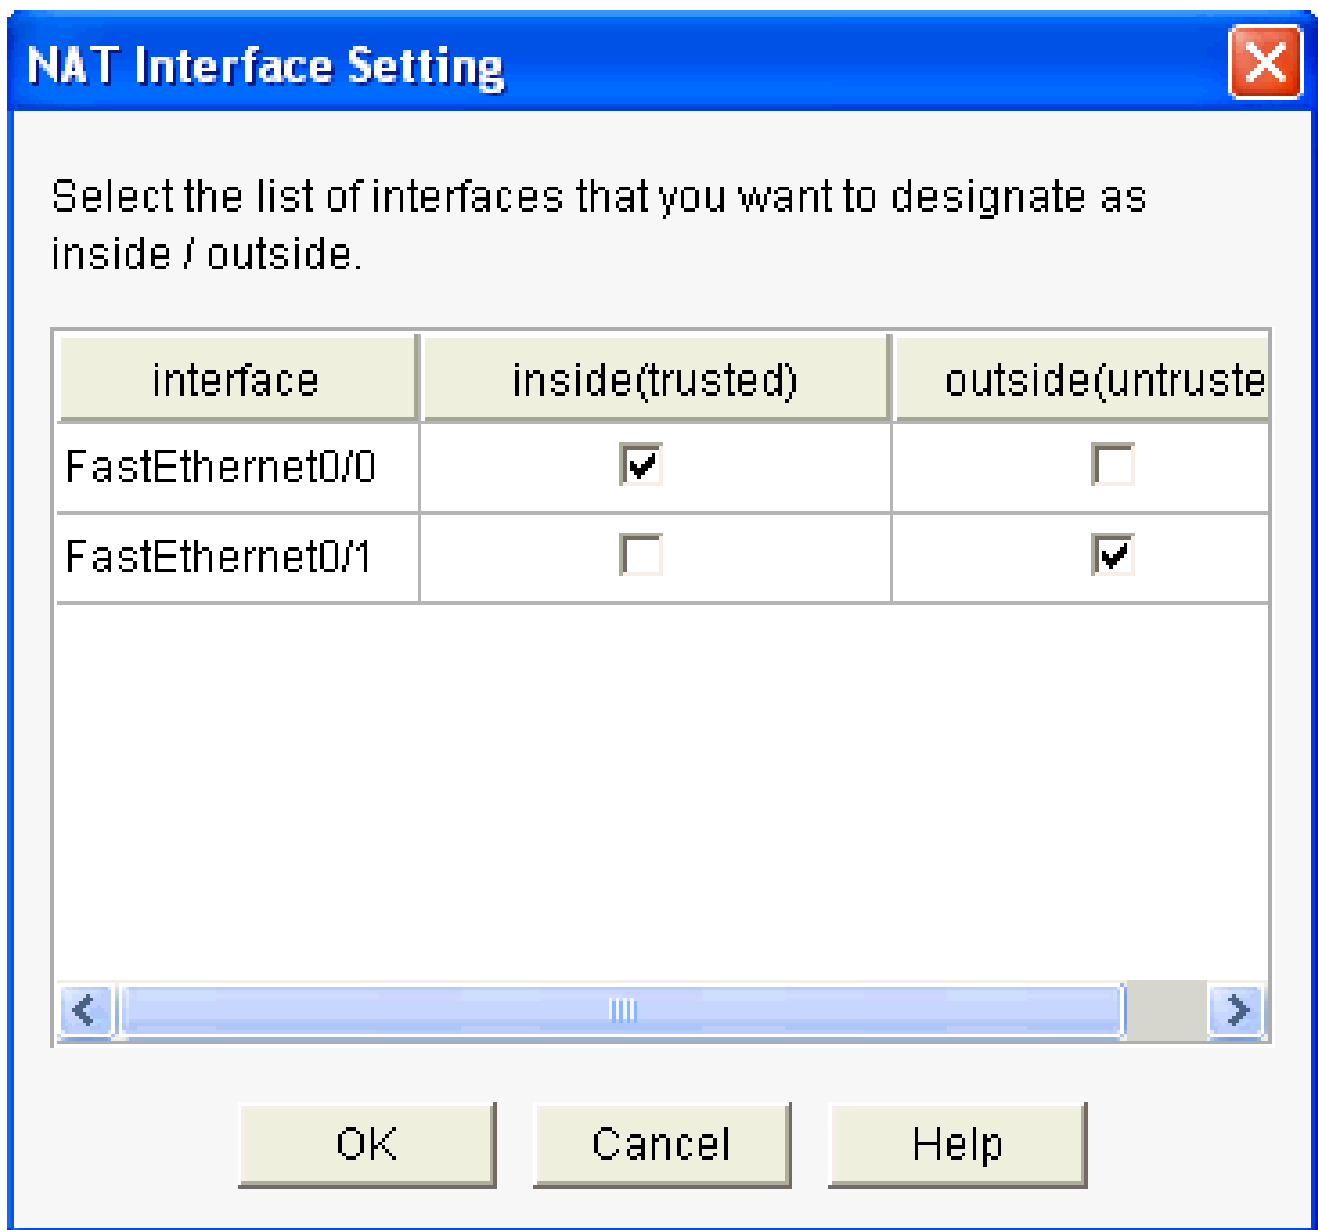 NAT Interface Setting
Select the list of interfaces that you want to designate as
inside / outside.
interface inside(trusted) outside(untruste
FastEthernet0/0
FastEthernet0/1
OK Cancel Help